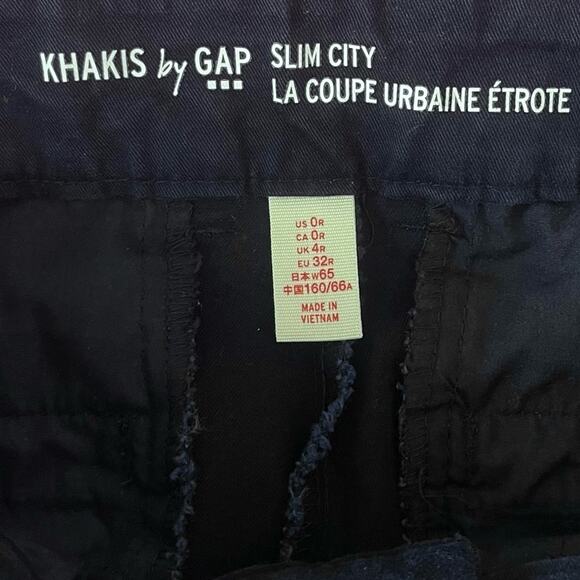 KHAKIS by GAP
SLIM CITY
LA COUPE URBAINE ÉTROTE
US 0R
CA 0R
UK 4R
EU 32R
日本 W65
中国 160/66A
MADE IN
VIETNAM